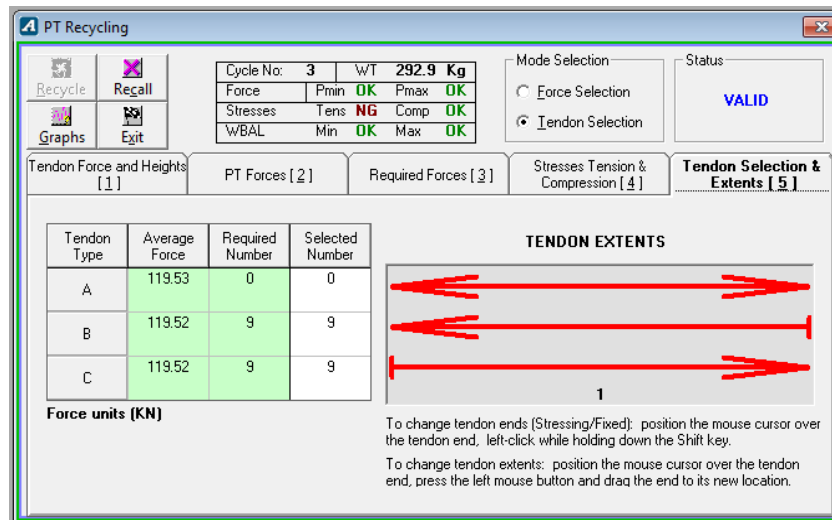 PT Recycling
Cycle No: 3 WT 292.9 Kg
Force Pmin OK Pmax OK
Stresses Tens NG Comp OK
WBAL Min OK Max OK
Recycle Recall
Graphs Exit
Mode Selection
Force Selection
Tendon Selection
Status
VALID
Tendon Force and Heights
[1]
PT Forces [2]
Required Forces [3]
Stresses Tension &
Compression [4]
Tendon Selection &
Extents [5]
Tendon Type Average Force Required Number Selected Number
A 119.53 0 0
B 119.52 9 9
C 119.52 9 9
Force units (KN)
TENDON EXTENTS
1
To change tendon ends (Stressing/Fixed): position the mouse cursor over
the tendon end, left-click while holding down the Shift key.
To change tendon extents: position the mouse cursor over the tendon
end, press the left mouse button and drag the end to its new location.